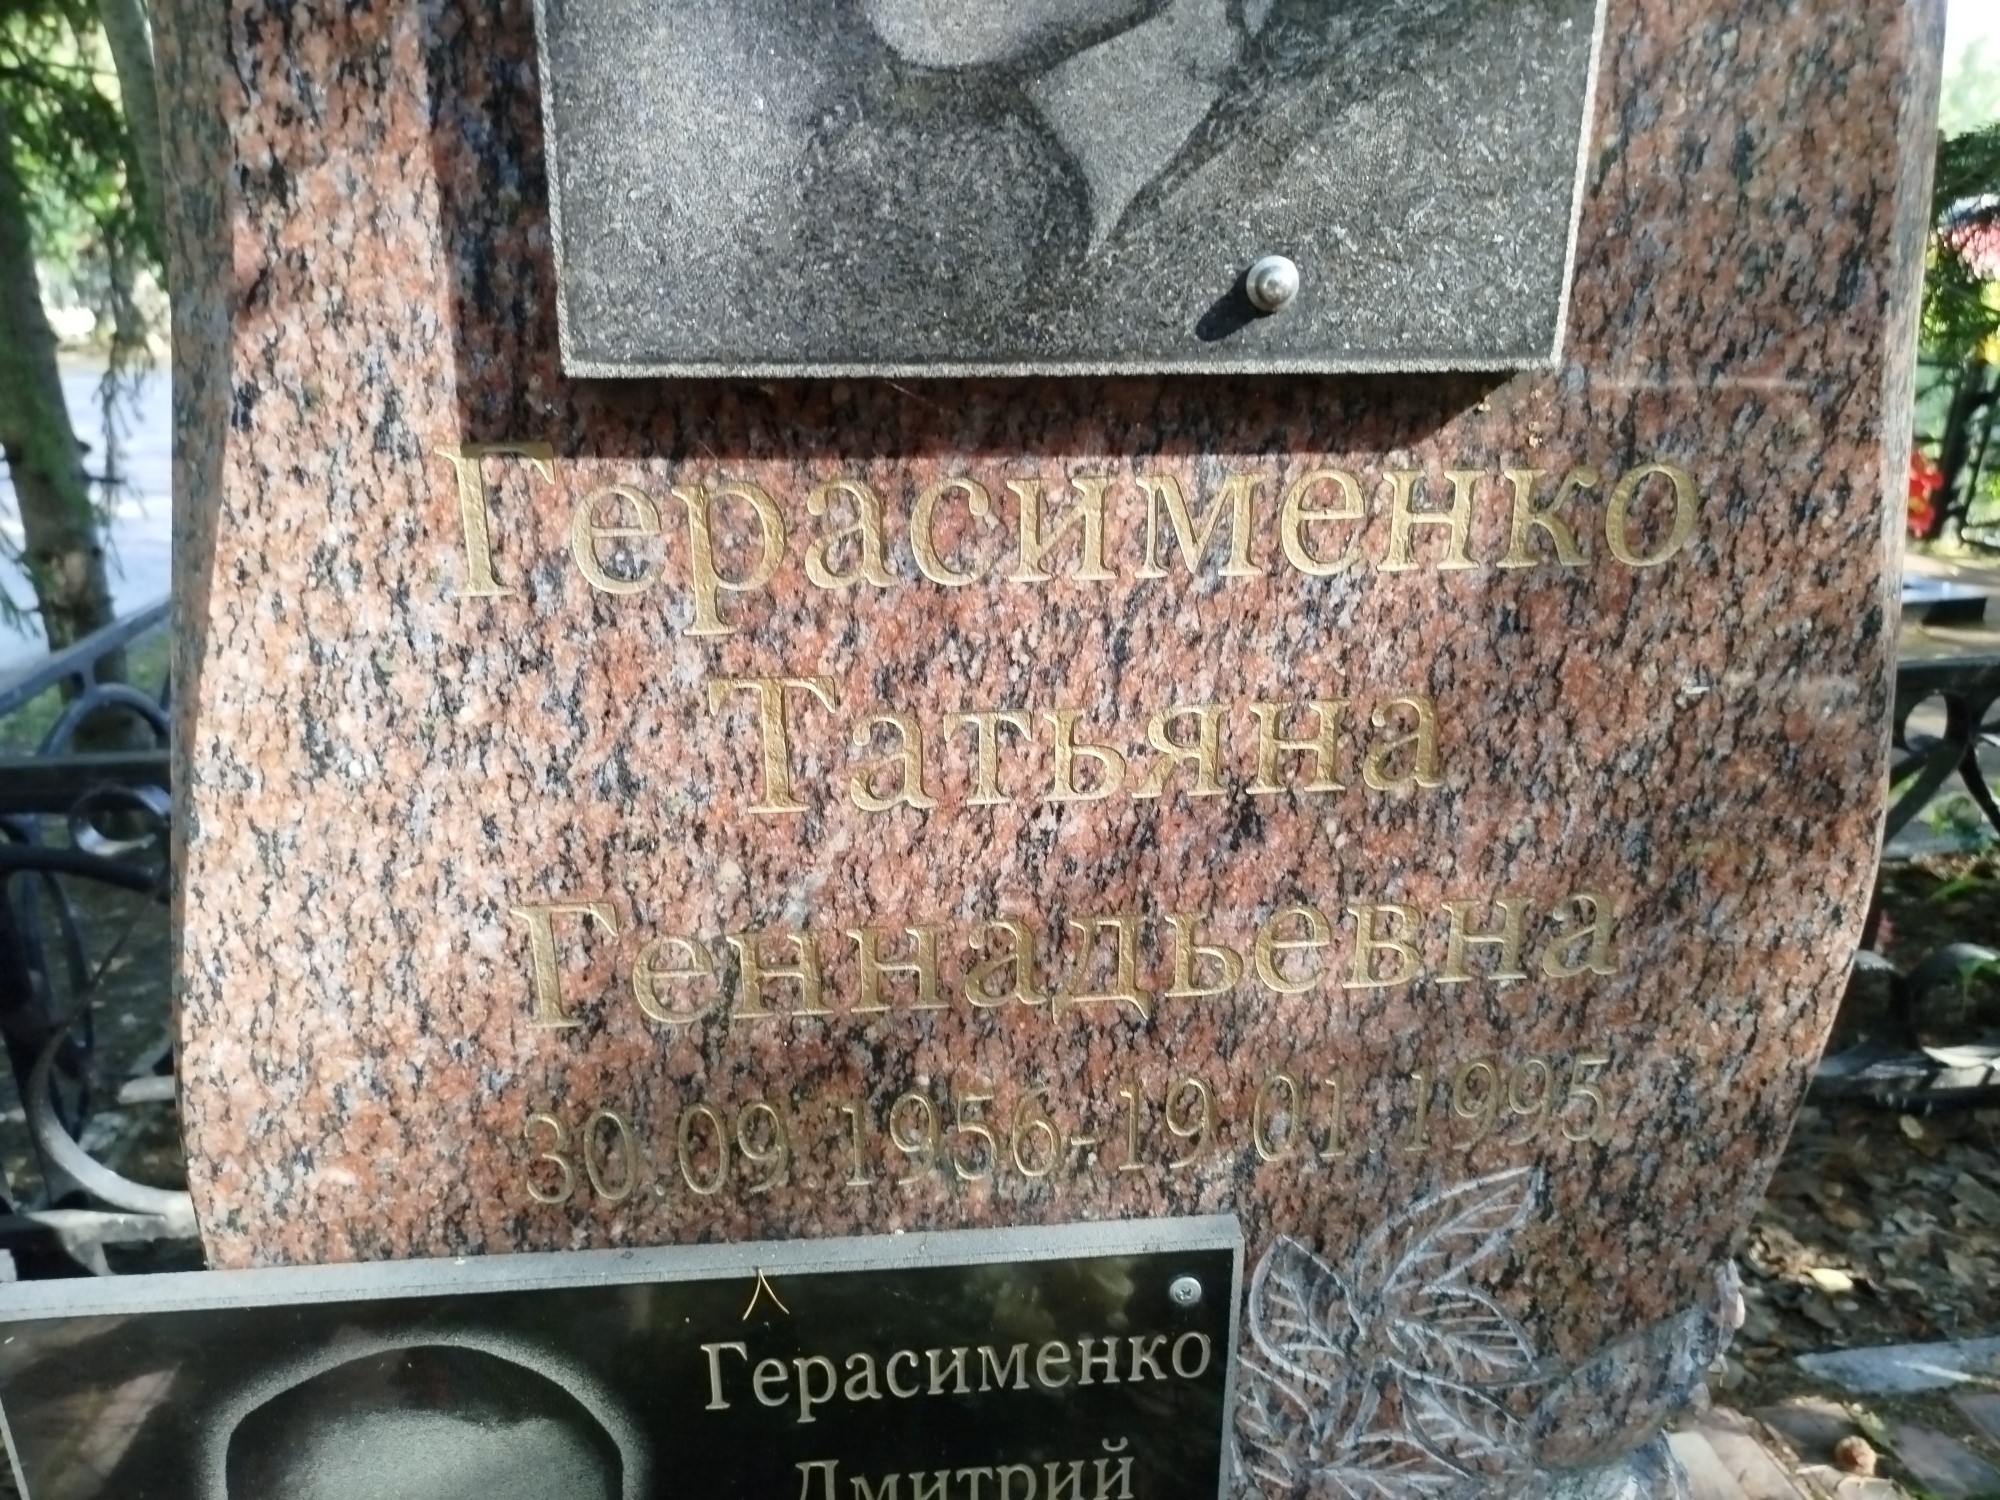 Герасименко
Татьяна
Геннадьевна
30.09.1956-19.01.1995
Герасименко
Дмитрий